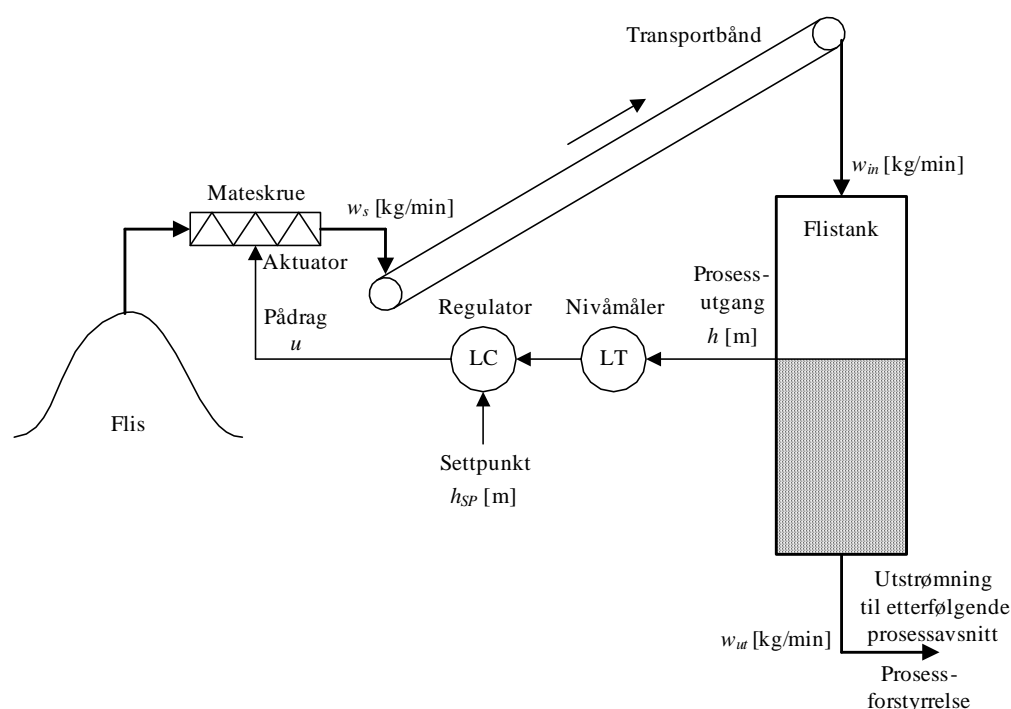 Transportbånd
w_in [kg/min]
Mateskrue
w_s [kg/min]
Flistank
Aktuator
Prosess-
utgang
h [m]
Regulator
Nivåmåler
Pådrag
u
LC
LT
Flis
Settpunkt
h_SP [m]
Utstrømning
til etterfølgende
prosessavsnitt
w_ut [kg/min]
Prosess-
forstyrrelse